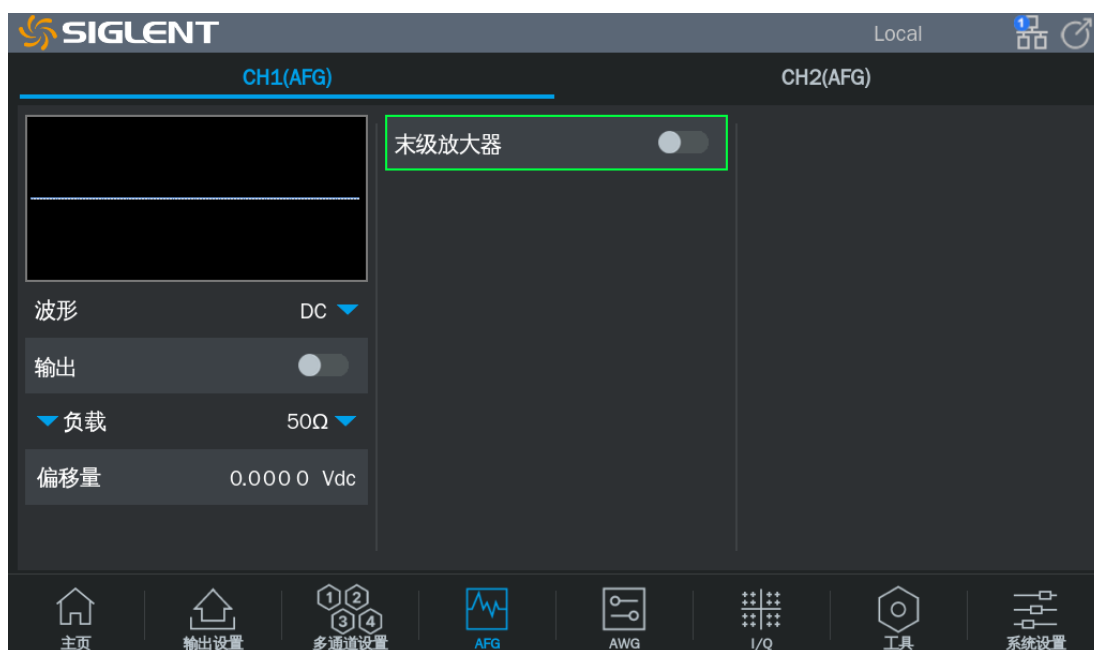 SIGLENT
Local
1
CH1(AFG)
CH2(AFG)
末级放大器
波形 DC
输出
负载 50Ω
偏移量 0.0000 Vdc
1 2 3 4
主页 输出设置 多通道设置 AFG AWG I/Q 工具 系统设置